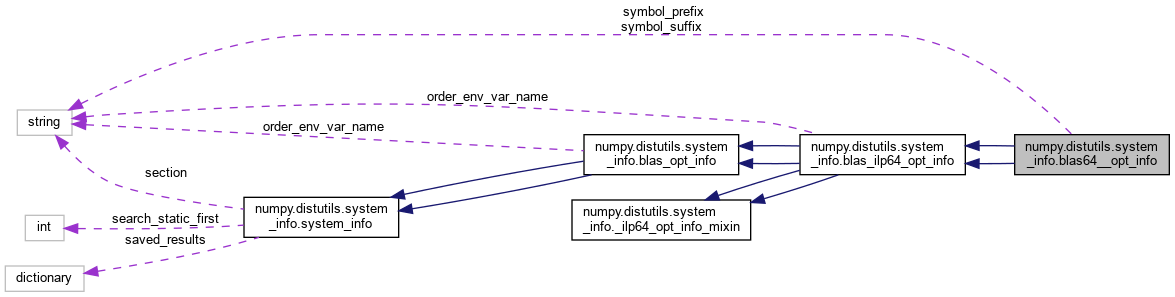 symbol_prefix
symbol_suffix
order_env_var_name
string
order_env_var_name
numpy.distutils.system
_info.blas_opt_info
numpy.distutils.system
_info.blas_ilp64_opt_info
numpy.distutils.system
_info.blas64__opt_info
section
numpy.distutils.system
_info.system_info
numpy.distutils.system
_info._ilp64_opt_info_mixin
search_static_first
int
saved_results
dictionary